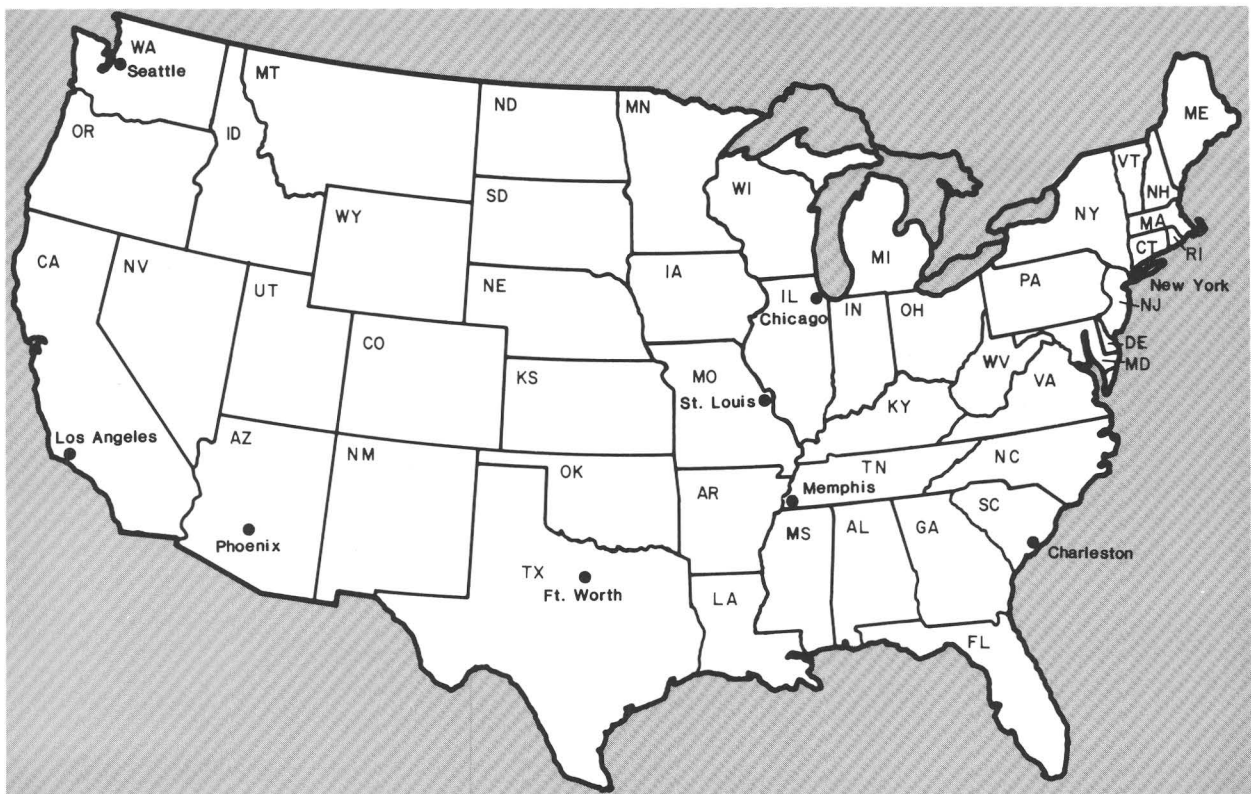 WA
Seattle
MT
ND
MN
ME
OR
ID
VT
SD
WI
NH
WY
NY
MA
CA
NV
IA
MI
CT
RI
UT
NE
IL
PA
New York
Chicago
IN
OH
NJ
CO
DE
KS
MO
WV
MD
St. Louis
VA
KY
Los Angeles
AZ
NM
OK
TN
NC
AR
Memphis
SC
MS
AL
GA
Phoenix
Charleston
TX
Ft. Worth
LA
FL